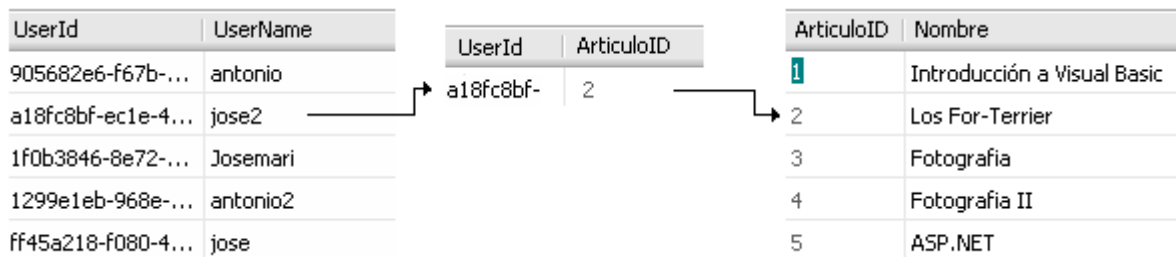 UserId UserName
905682e6-f67b-... antonio
a18fc8bf-ec1e-4... jose2
1f0b3846-8e72-... Josemari
1299e1eb-968e-... antonio2
ff45a218-f080-4... jose
UserId ArticuloID
a18fc8bf- 2
ArticuloID Nombre
1 Introducción a Visual Basic
2 Los For-Terrier
3 Fotografia
4 Fotografia II
5 ASP.NET